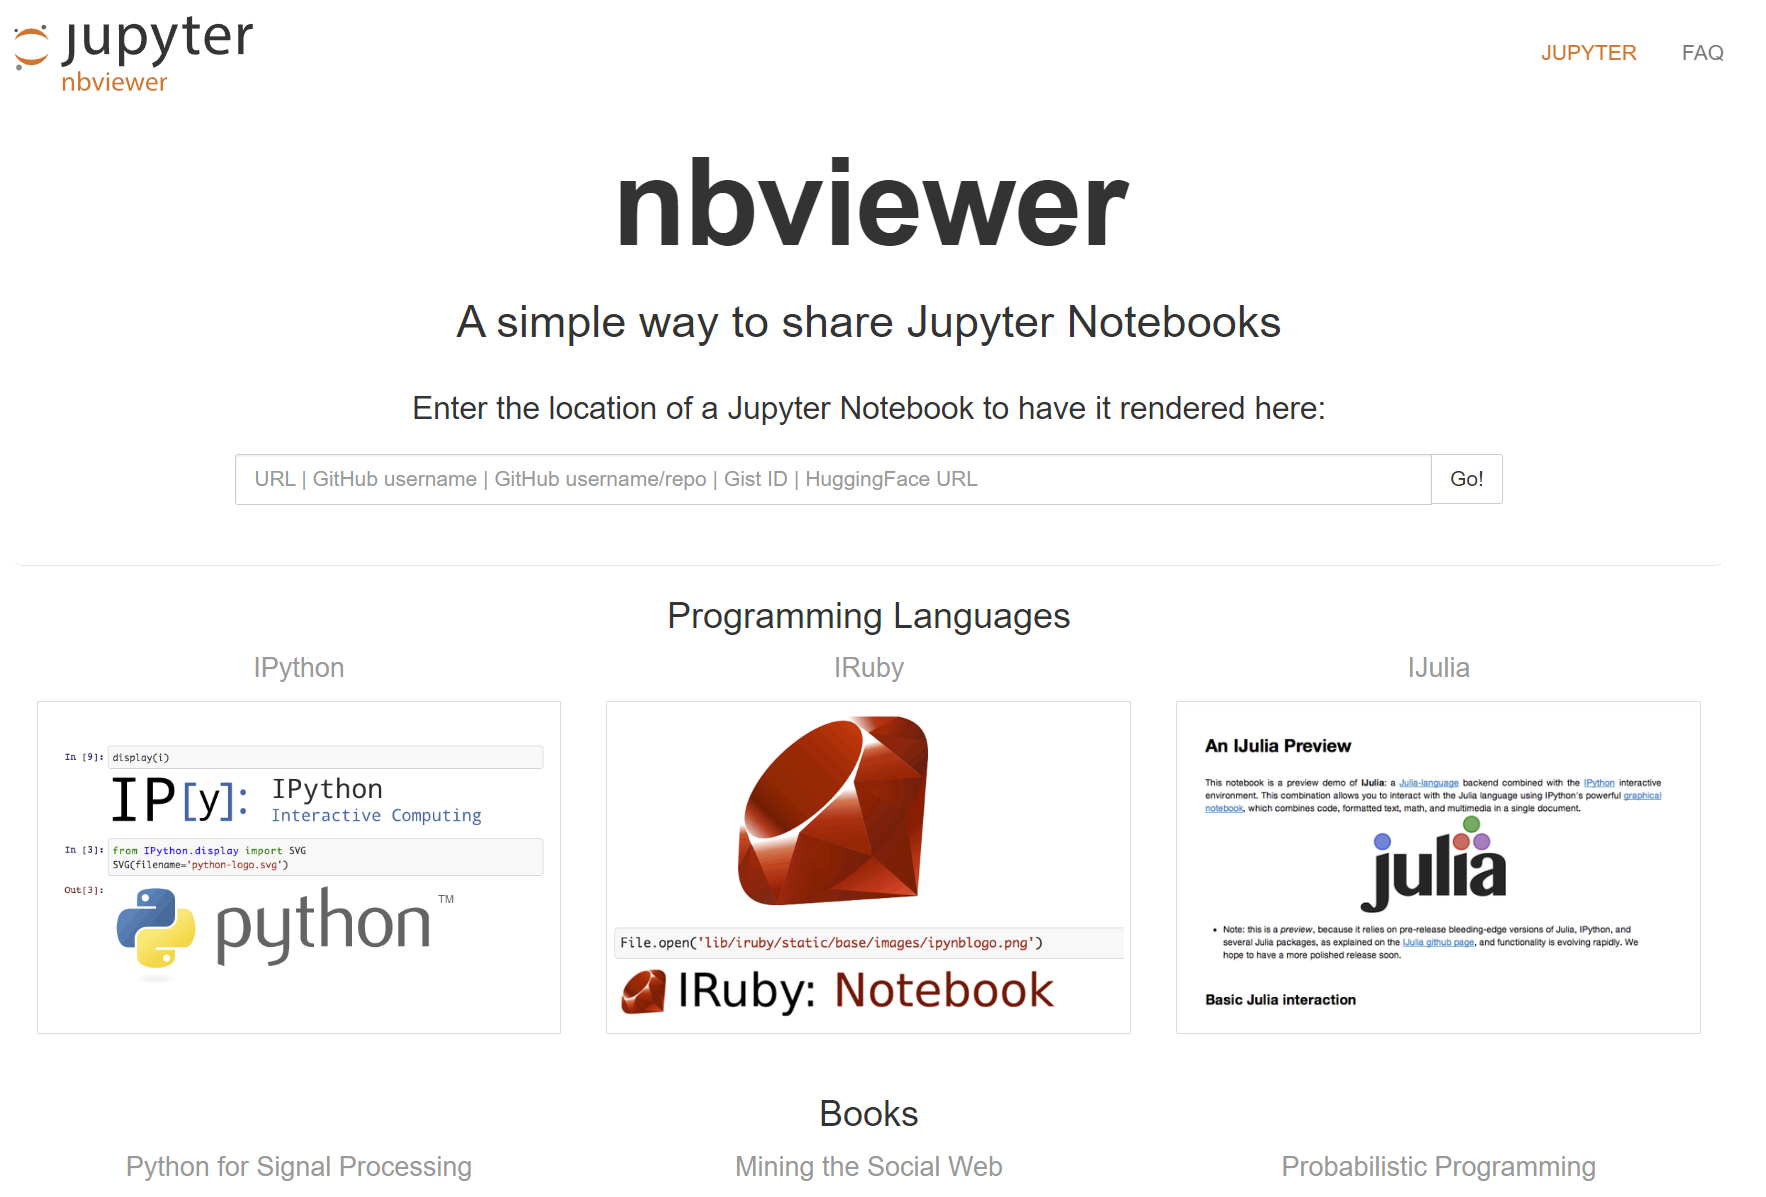 jupyter
nbviewer
JUPYTER
FAQ
nbviewer
A simple way to share Jupyter Notebooks
Enter the location of a Jupyter Notebook to have it rendered here:
URL | GitHub username | GitHub username/repo | Gist ID | HuggingFace URL
Go!
Programming Languages
IPython
In [9]: display(i)
IP[y]: IPython
Interactive Computing
In [3]: from IPython.display import SVG
SVG(filename='python-logo.svg')
Out[3]:
python TM
IRuby
File.open('lib/iruby/static/base/images/ipynblogo.png')
IRuby: Notebook
IJulia
An IJulia Preview
This notebook is a preview demo of IJulia: a Julia-language backend combined with the IPython interactive
environment. This combination allows you to interact with the Julia language using IPython's powerful graphical
notebook, which combines code, formatted text, math, and multimedia in a single document.
julia
• Note: this is a preview, because it relies on pre-release bleeding-edge versions of Julia, IPython, and
several Julia packages, as explained on the IJulia github page, and functionality is evolving rapidly. We
hope to have a more polished release soon.
Basic Julia interaction
Books
Python for Signal Processing
Mining the Social Web
Probabilistic Programming